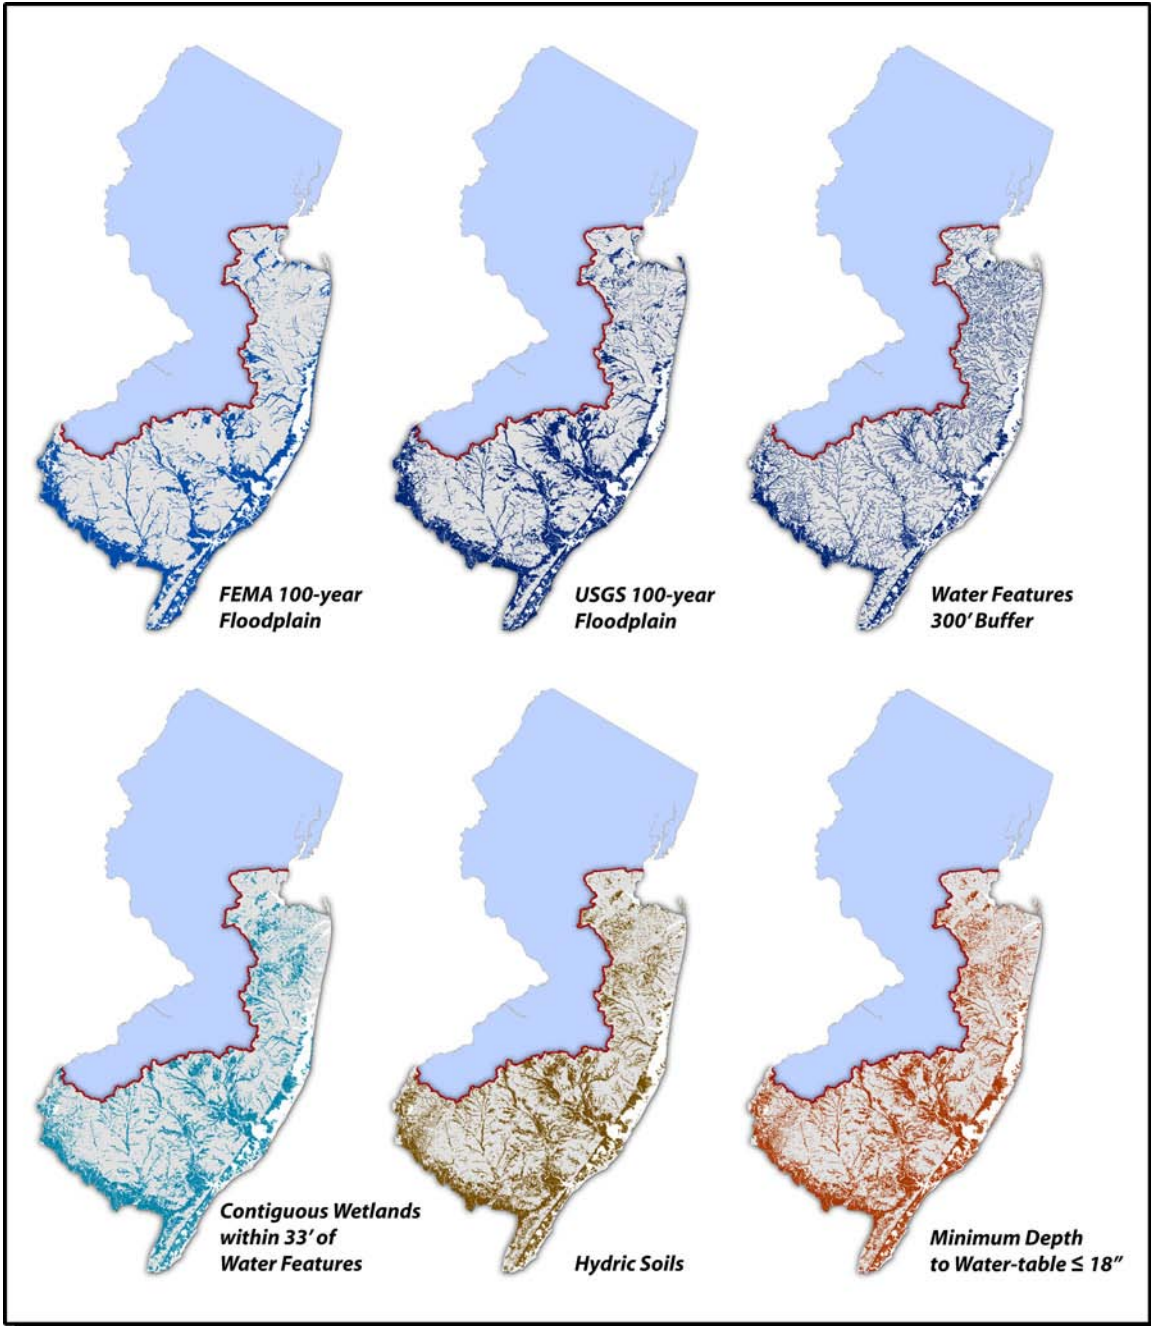 FEMA 100-year
Floodplain
USGS 100-year
Floodplain
Water Features
300' Buffer
Contiguous Wetlands
within 33' of
Water Features
Hydric Soils
Minimum Depth
to Water-table ≤ 18"